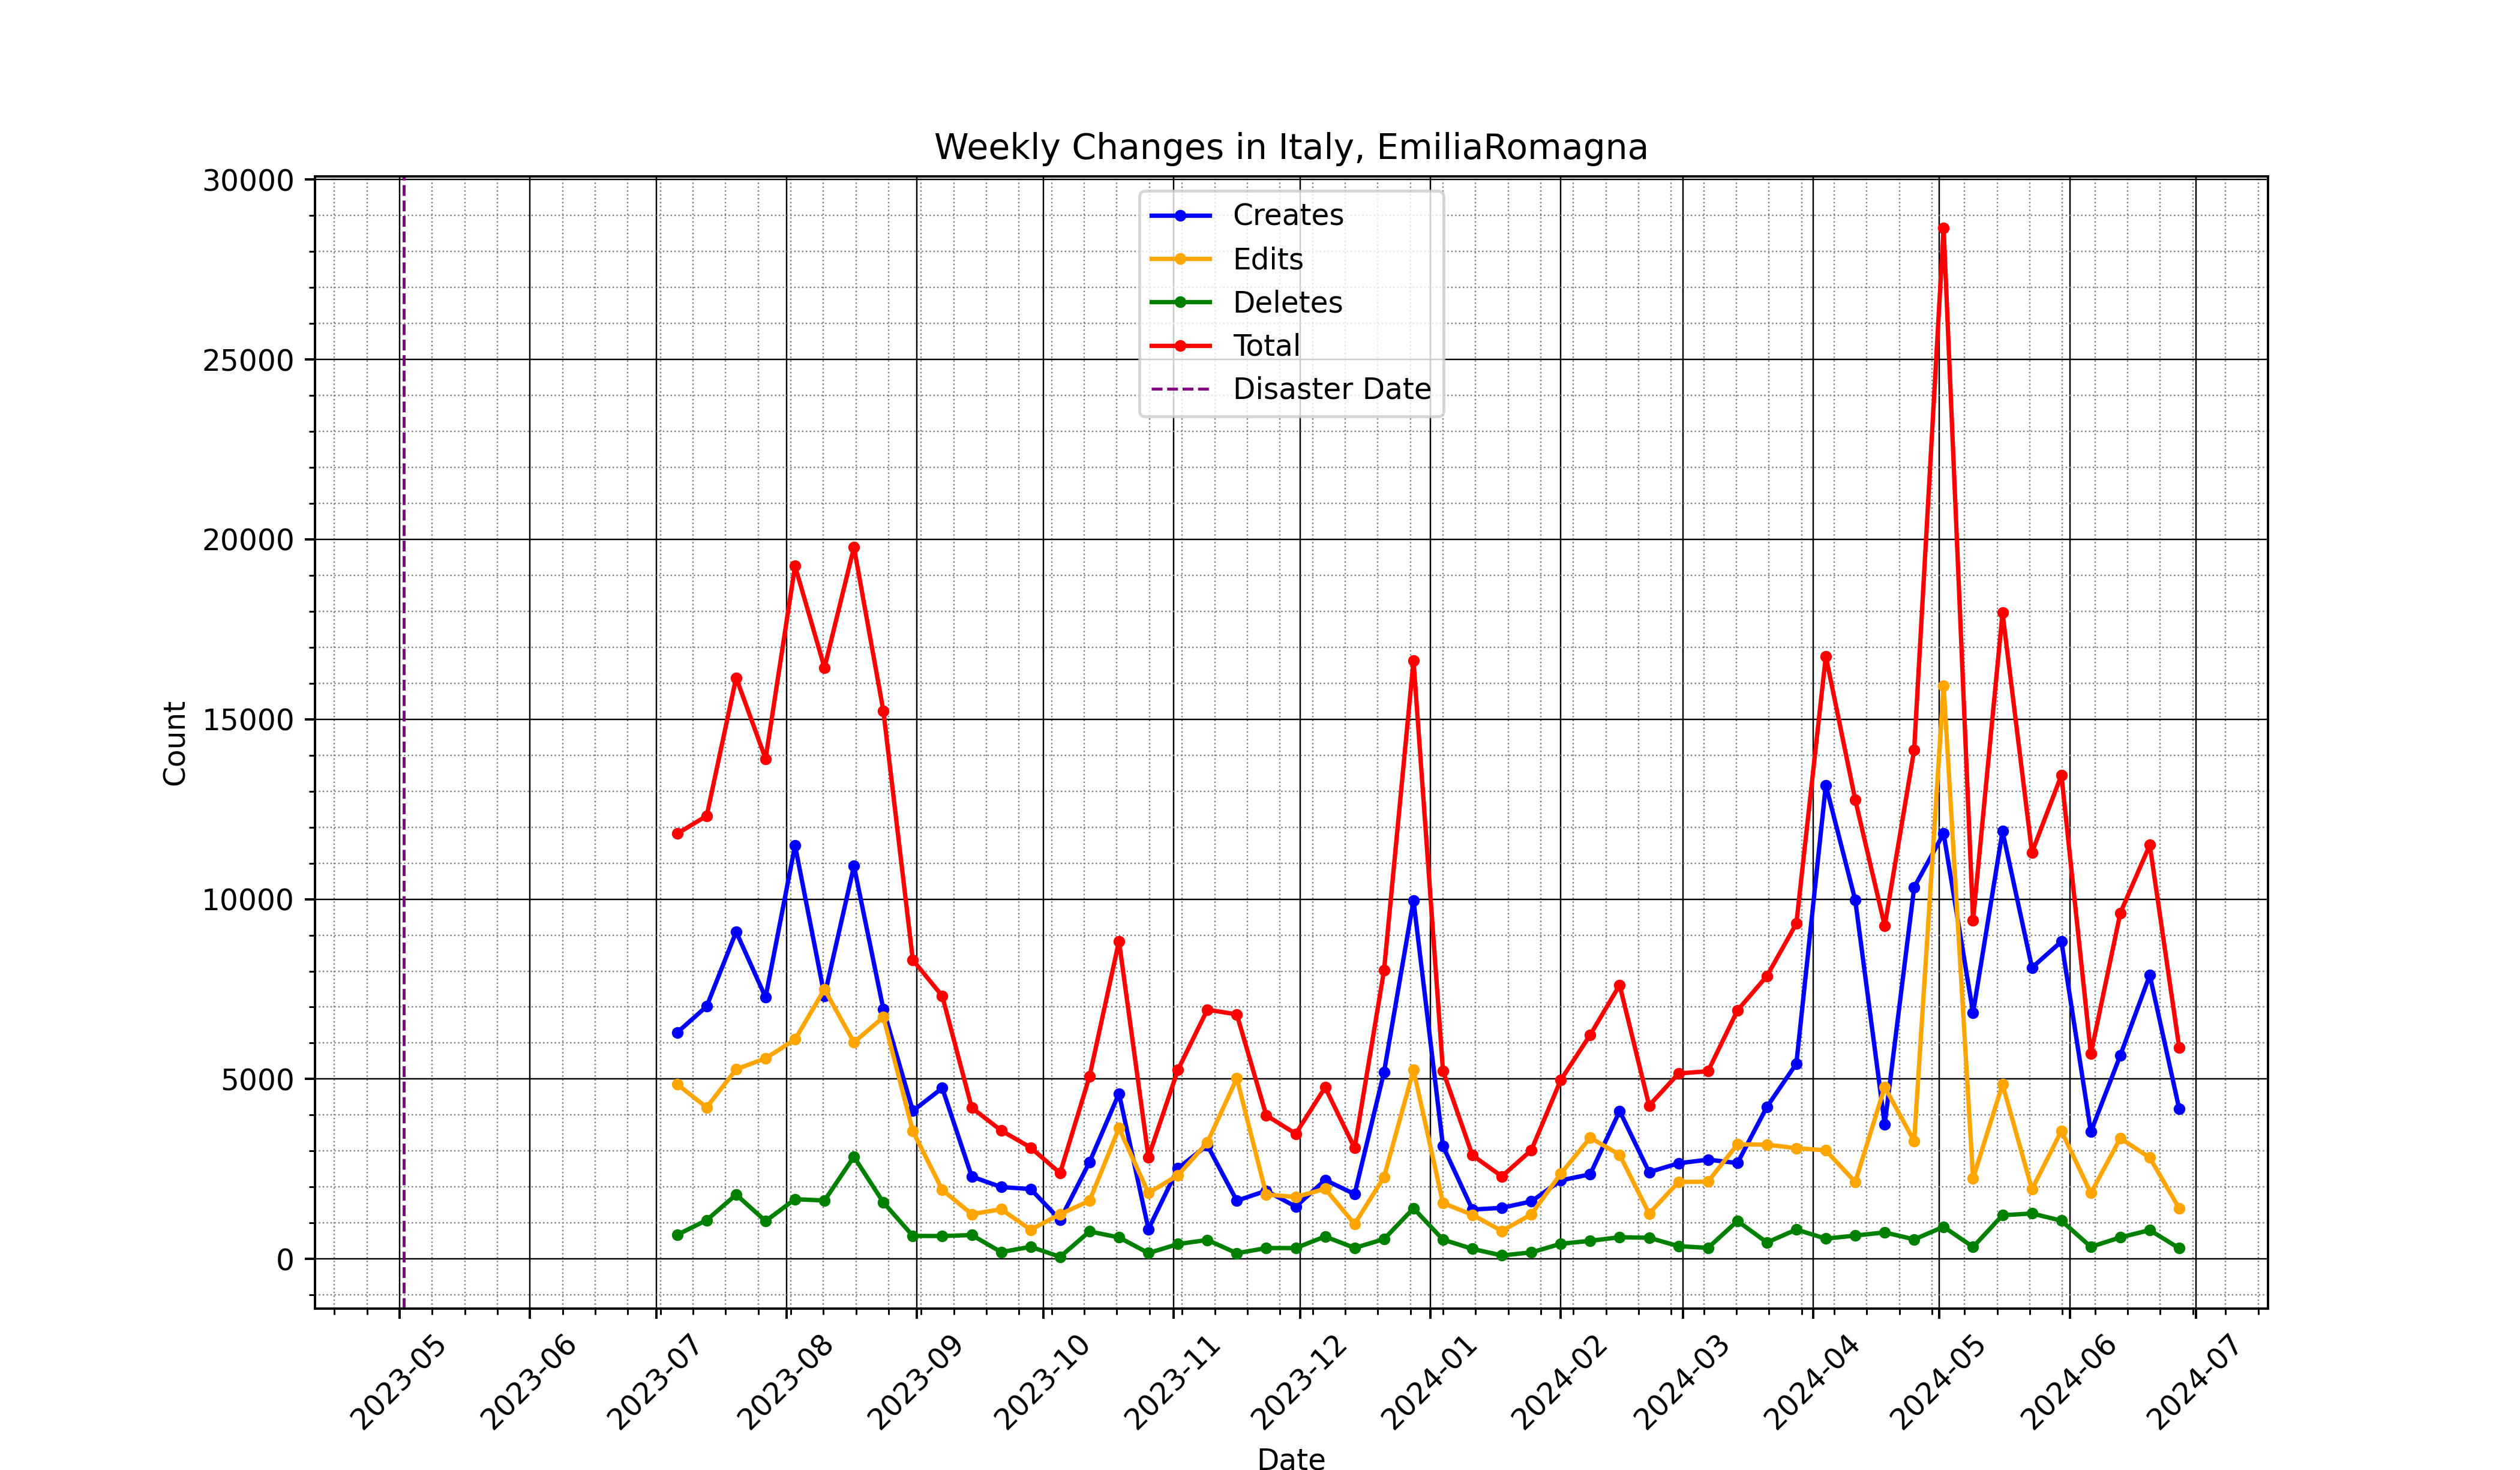 Weekly Changes in Italy, EmiliaRomagna
Creates
Edits
Deletes
Total
Disaster Date
Count
30000
25000
20000
15000
10000
5000
0
2023-05
2023-06
2023-07
2023-08
2023-09
2023-10
2023-11
2023-12
2024-01
2024-02
2024-03
2024-04
2024-05
2024-06
2024-07
Date